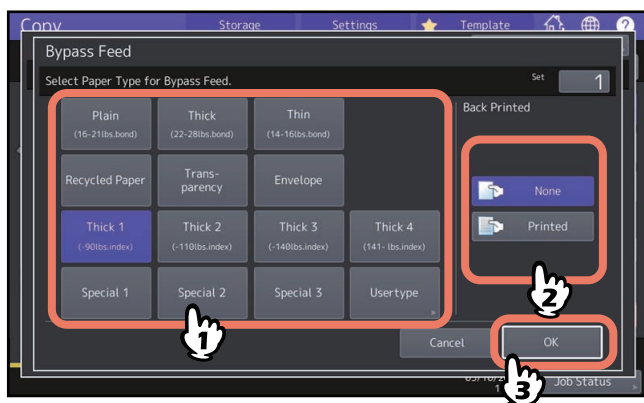 Copy Storage Settings Template ?
Bypass Feed
Select Paper Type for Bypass Feed.
Set 1
Back Printed
Plain
(16-21lbs.bond)
Thick
(22-28lbs.bond)
Thin
(14-16lbs.bond)
Recycled Paper
Trans-
parency
Envelope
Thick 1
(-90lbs.index)
Thick 2
(-110lbs.index)
Thick 3
(-140lbs.index)
Thick 4
(141- lbs.index)
Special 1
Special 2
Special 3
Usertype
None
Printed
1
2
Cancel
OK
3
Job Status